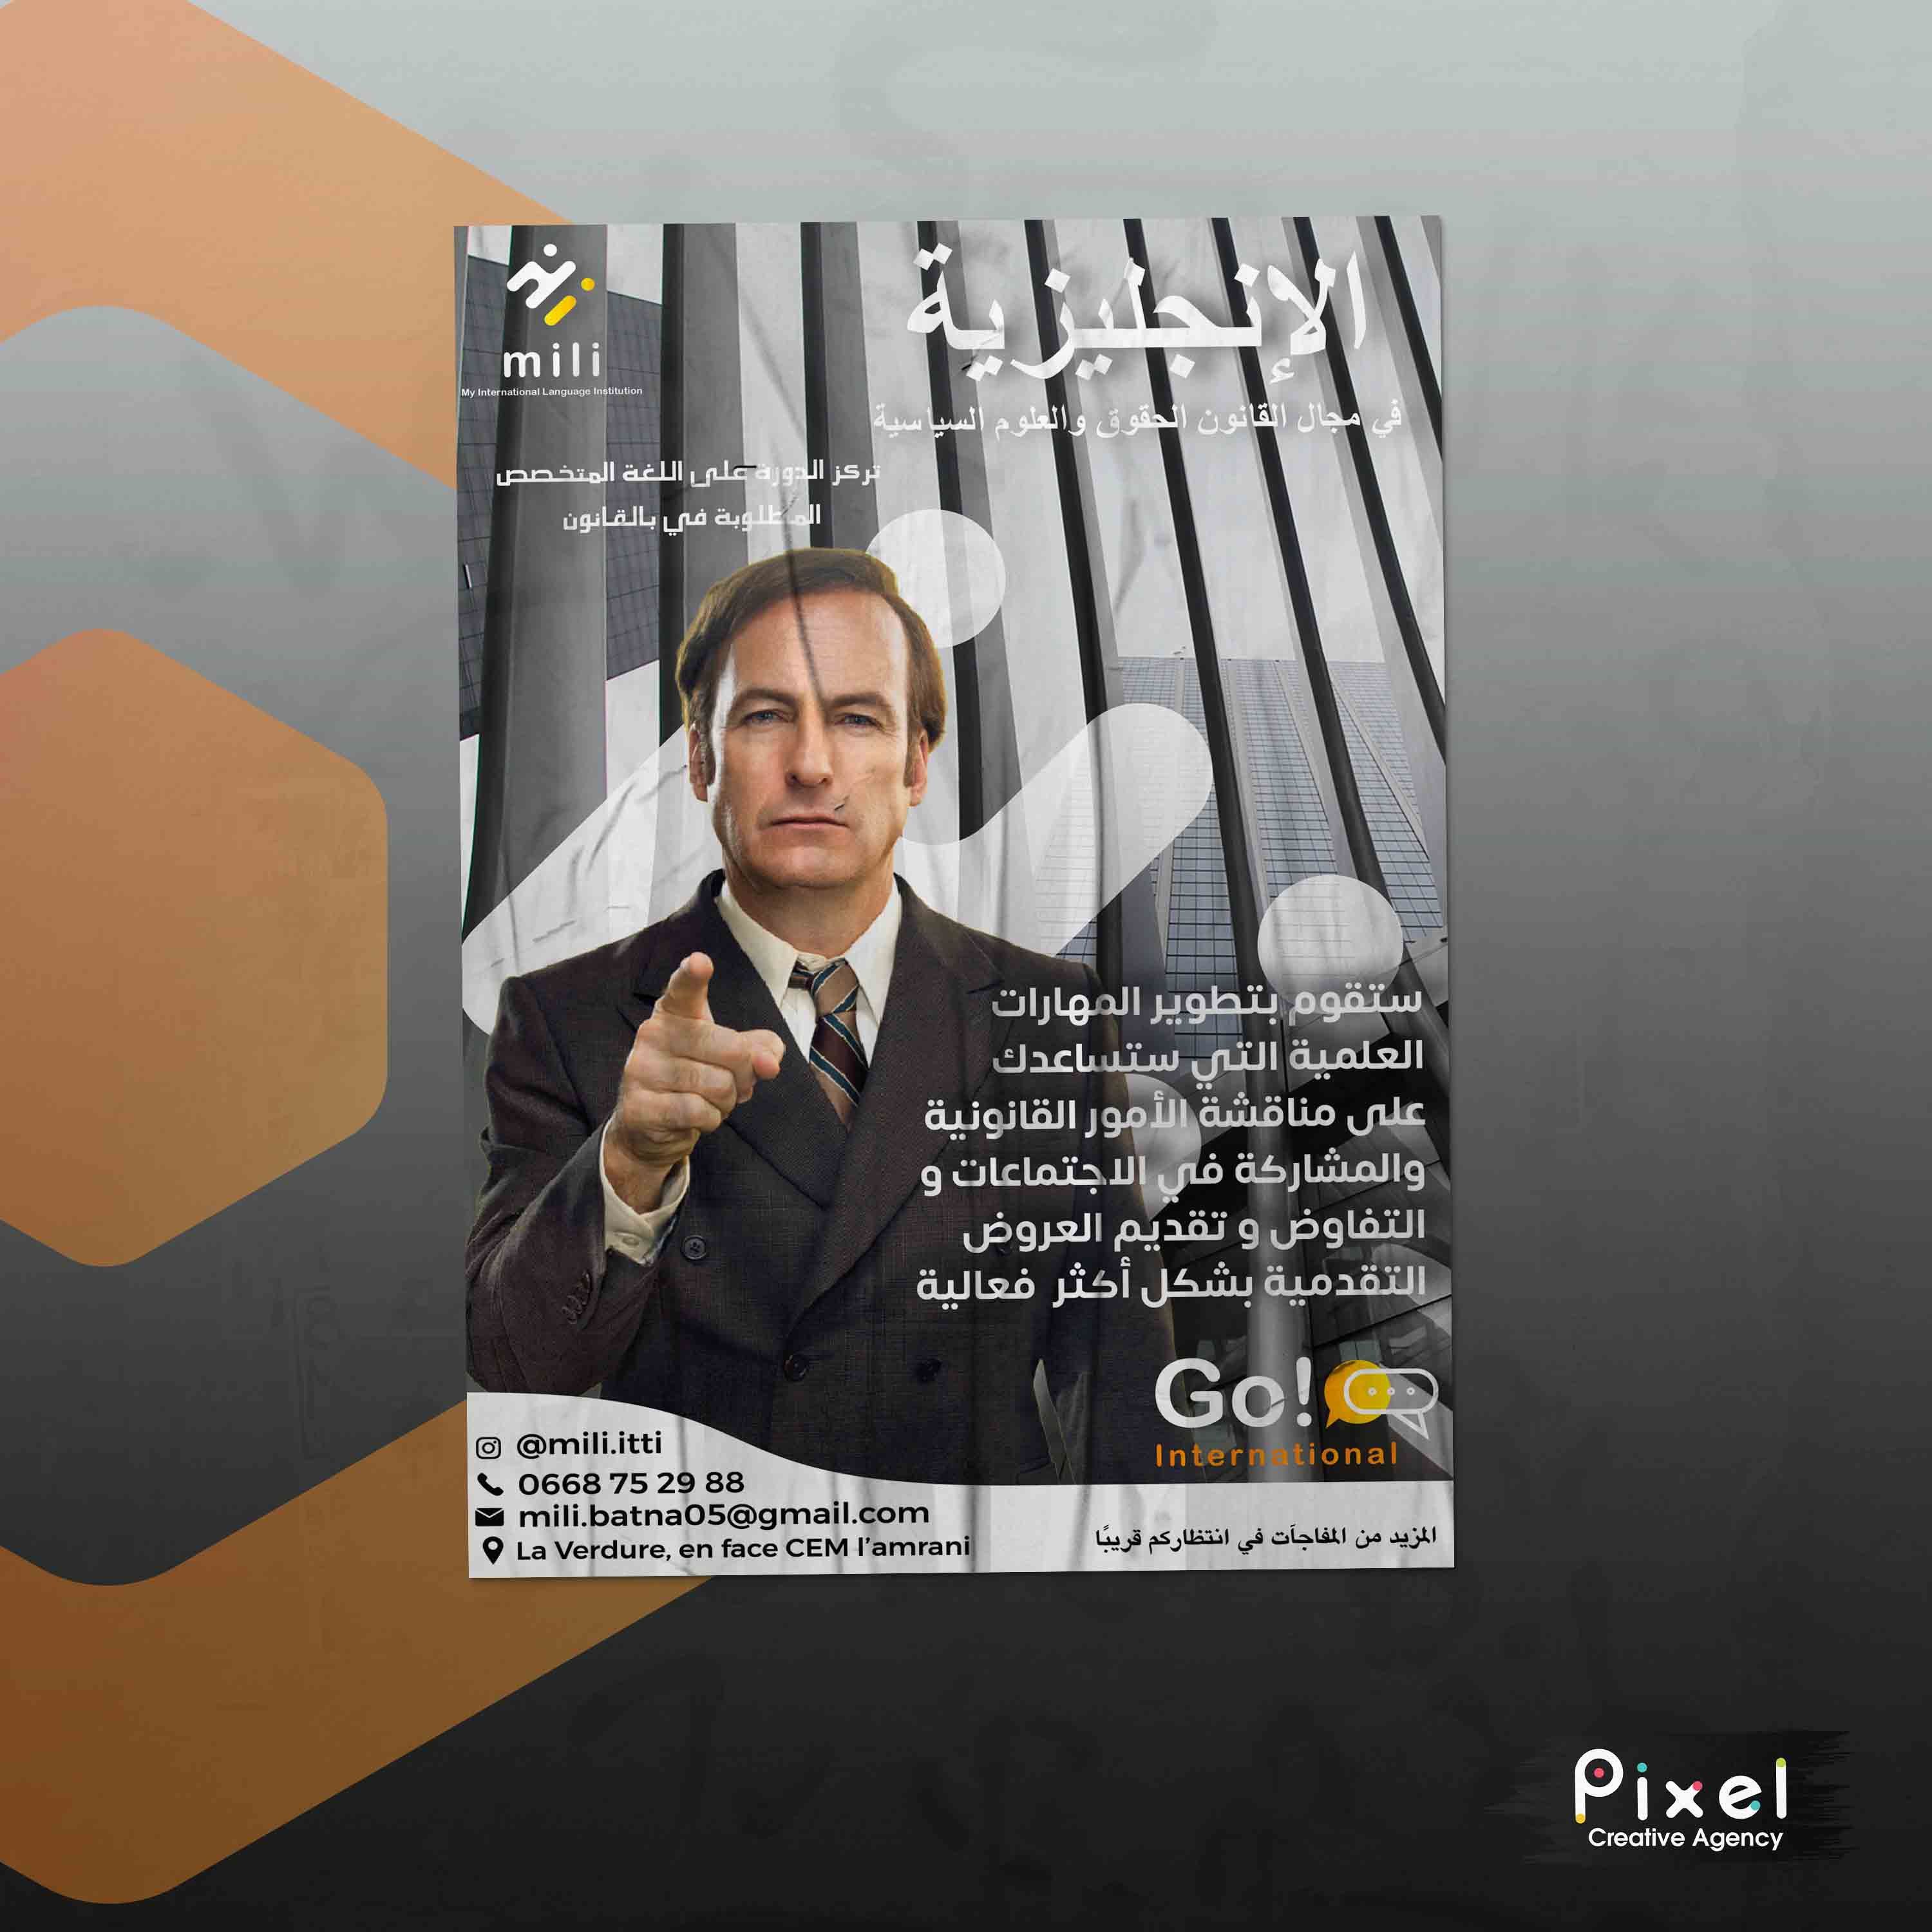 mili
My International Language Institution
الإنجليزية
في مجال القانون الحقوق والعلوم السياسية
تركز الدورة على اللغة المتخصص
المطلوبة في بالقانون
ستقوم بتطوير المهارات
العلمية التي ستساعدك
على مناقشة الأمور القانونية
والمشاركة في الاجتماعات و
التفاوض و تقديم العروض
التقدمية بشكل أكثر فعالية
Go!
International
@mili.itti
0668 75 29 88
mili.batna05@gmail.com
La Verdure, en face CEM l'amrani
المزيد من المفاجآت في انتظاركم قريبًا
Pixel
Creative Agency